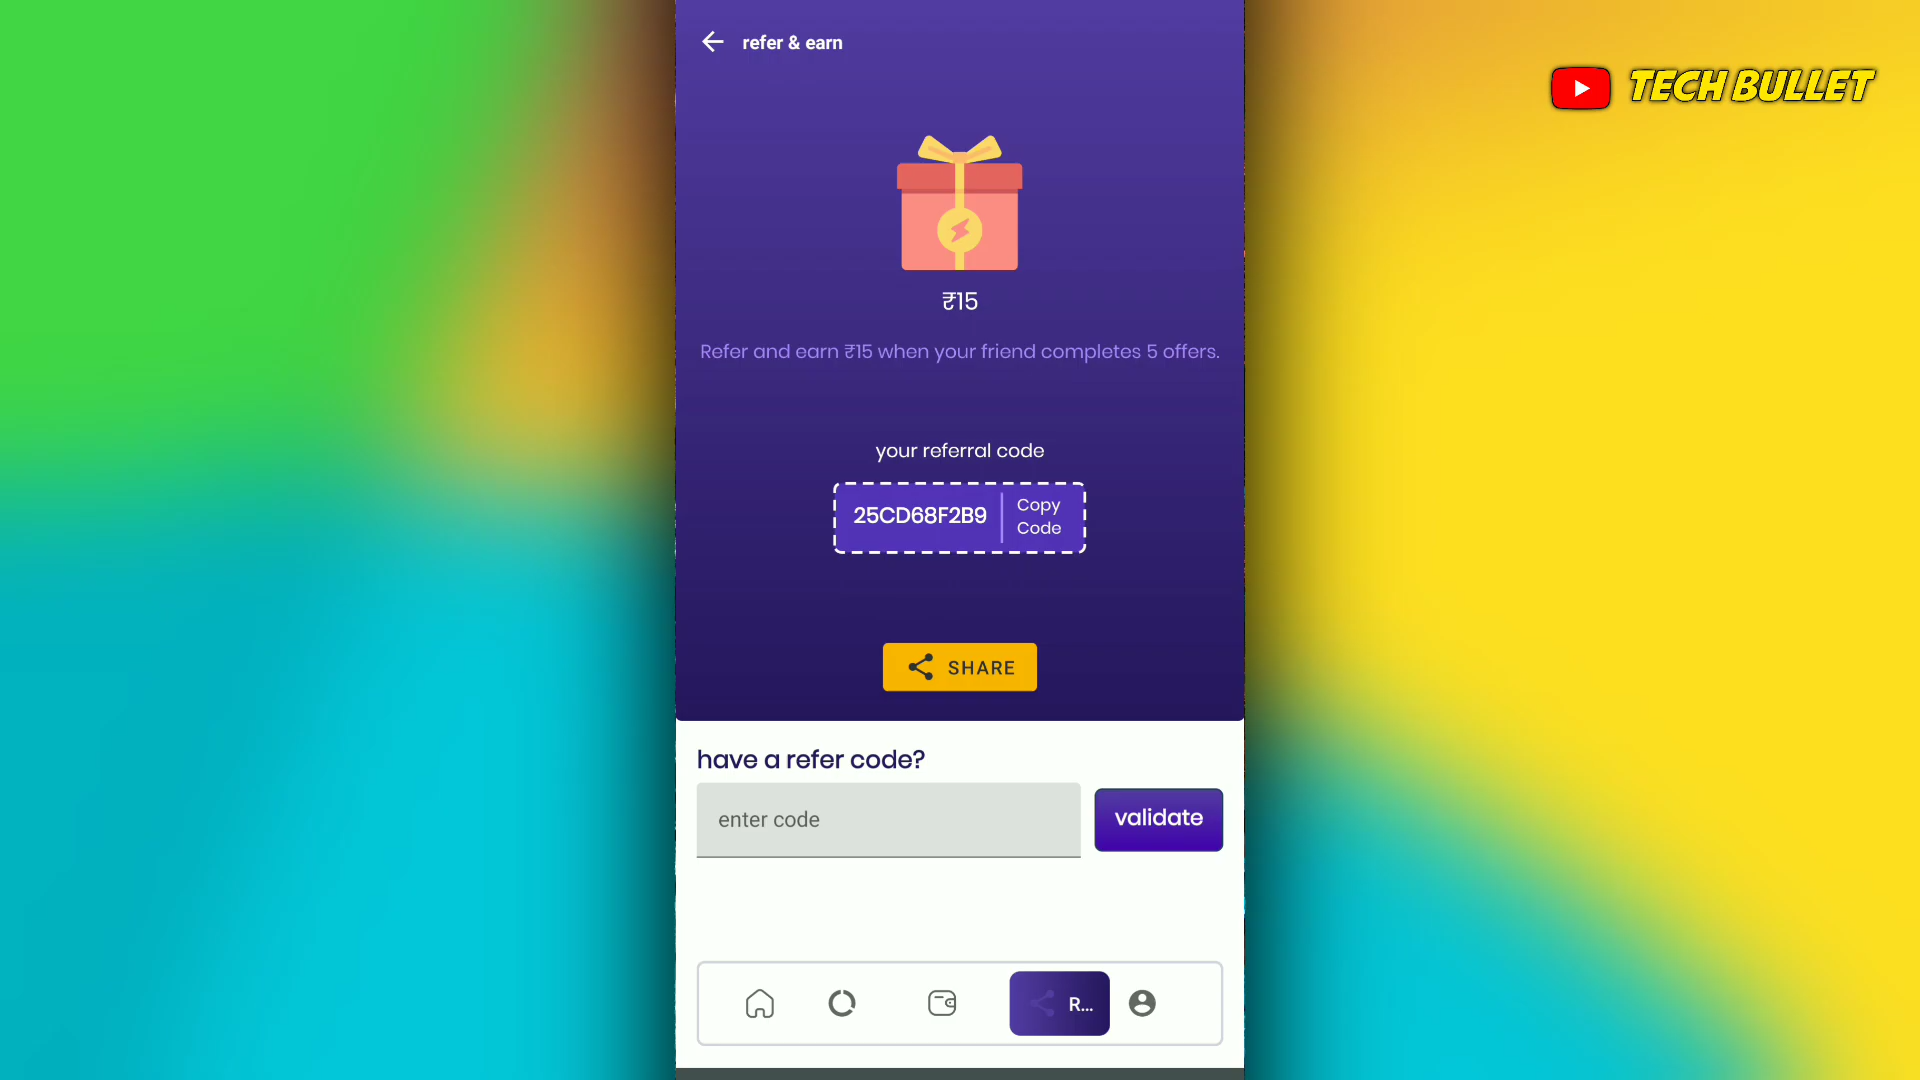 refer & earn
TECH BULLET
₹15
Refer and earn ₹15 when your friend completes 5 offers.
your referral code
25CD68F2B9
Copy
Code
SHARE
have a refer code?
enter code
validate
R...